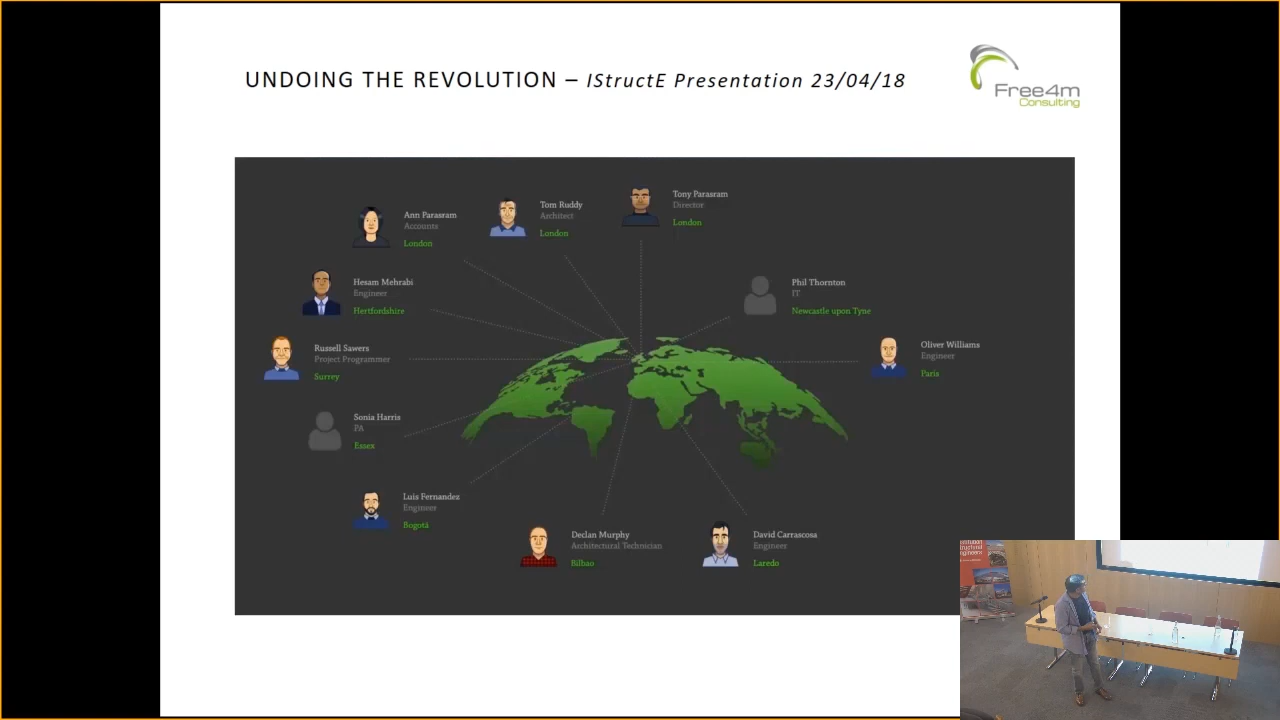 UNDOING THE REVOLUTION – IStructE Presentation 23/04/18
Free4m
Consulting
Ann Parasram
Accounts
London
Tom Ruddy
Architect
London
Tony Parasram
Director
London
Hesam Mehrabi
Engineer
Hertfordshire
Phil Thornton
IT
Newcastle upon Tyne
Russell Sawers
Project Programmer
Surrey
Oliver Williams
Engineer
Paris
Sonia Harris
PA
Essex
Luis Fernandez
Engineer
Bogotá
Declan Murphy
Architectural Technician
Bilbao
David Carrascosa
Engineer
Laredo